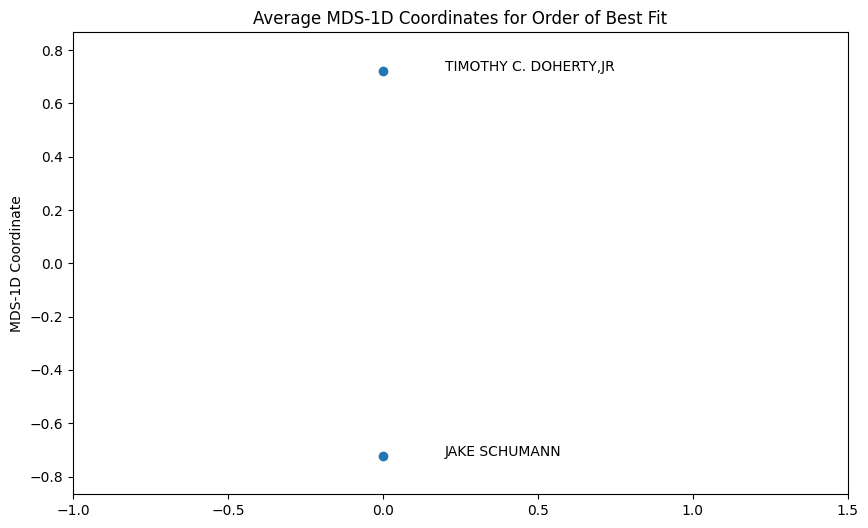 Average MDS-1D Coordinates for Order of Best Fit
0.8
TIMOTHY C. DOHERTY,JR
0.6
0.4
0.2
0.0
MDS-1D Coordinate
−0.2
−0.4
−0.6
JAKE SCHUMANN
−0.8
−1.0 −0.5 0.0 0.5 1.0 1.5